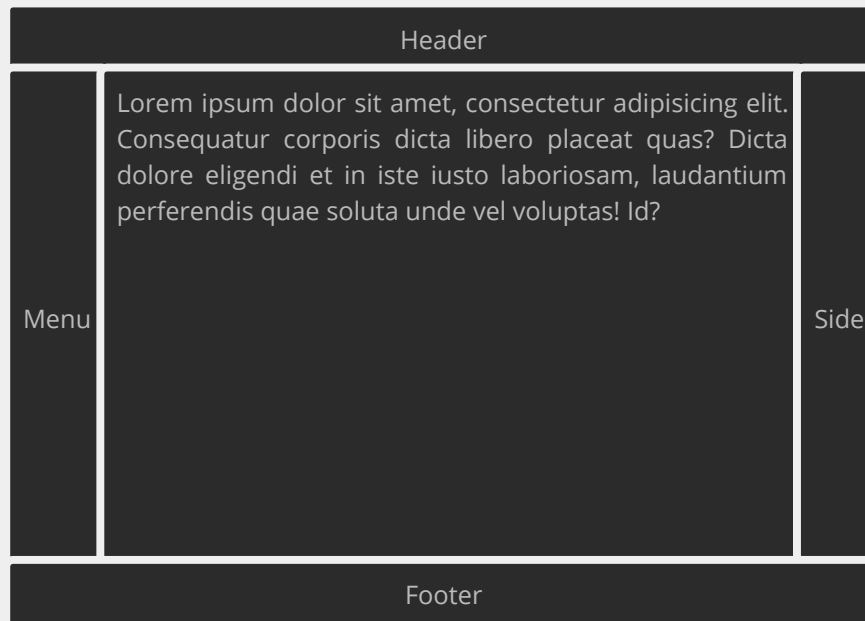 Header
Lorem ipsum dolor sit amet, consectetur adipisicing elit.
Consequatur corporis dicta libero placeat quas? Dicta
dolore eligendi et in iste iusto laboriosam, laudantium
perferendis quae soluta unde vel voluptas! Id?
Menu
Side
Footer